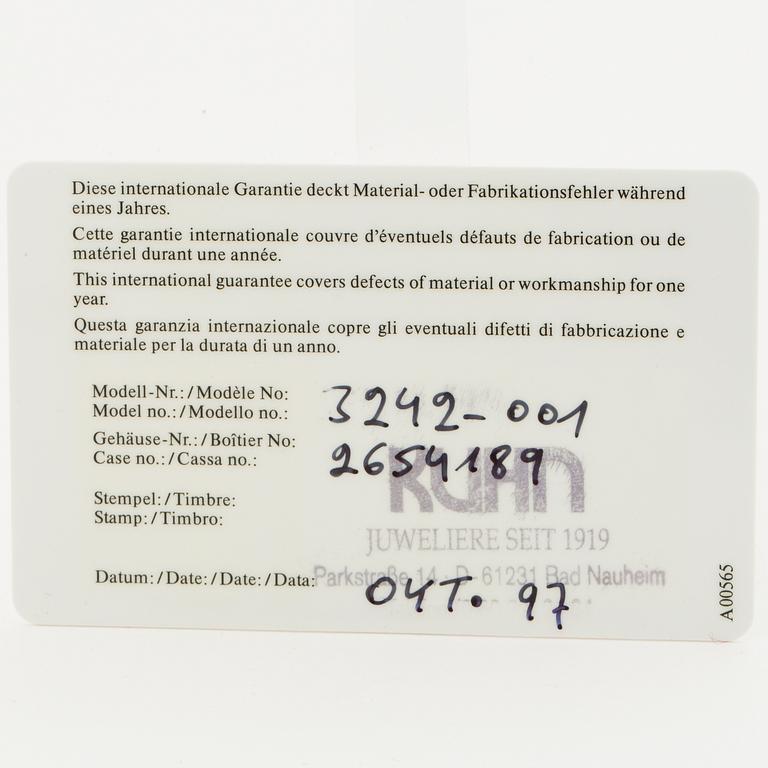 Diese internationale Garantie deckt Material- oder Fabrikationsfehler während
eines Jahres.
Cette garantie internationale couvre d'éventuels défauts de fabrication ou de
matériel durant une année.
This international guarantee covers defects of material or workmanship for one
year.
Questa garanzia internazionale copre gli eventuali difetti di fabbricazione e
materiale per la durata di un anno.
Modell-Nr.:/Modèle No:
Model no.:/Modello no.: 3242-001
Gehäuse-Nr.:/Boîtier No:
Case no.:/Cassa no.: 2654189
KUHN
Stempel:/Timbre:
Stamp:/Timbro:
JUWELIERE SEIT 1919
Datum:/Date:/Date:/Data: Parkstraße 14 - D - 61231 Bad Nauheim
OKT. 97
A00565